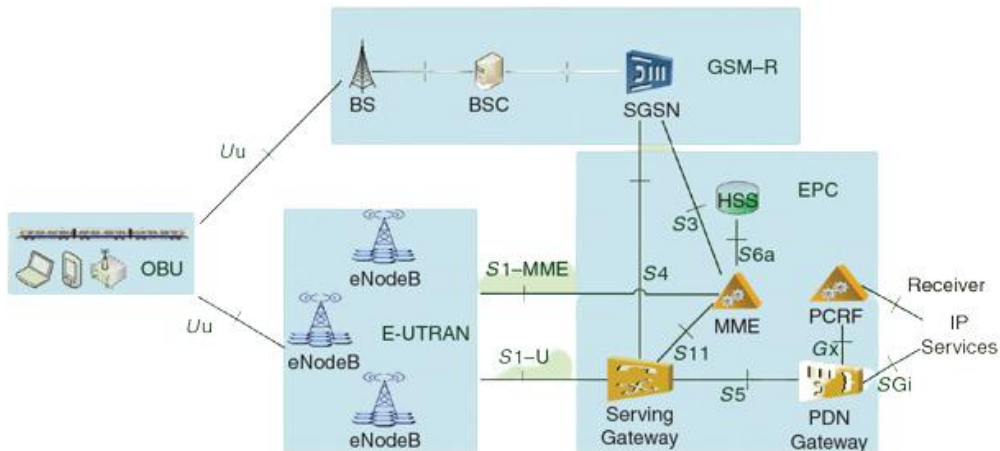 GSM–R
BS
BSC
SGSN
Uu
EPC
HSS
S3
S6a
OBU
eNodeB
S1–MME
S4
Receiver
Uu
E-UTRAN
MME
PCRF
IP
Services
eNodeB
S1–U
S11
Gx
S5
SGi
eNodeB
Serving
Gateway
PDN
Gateway